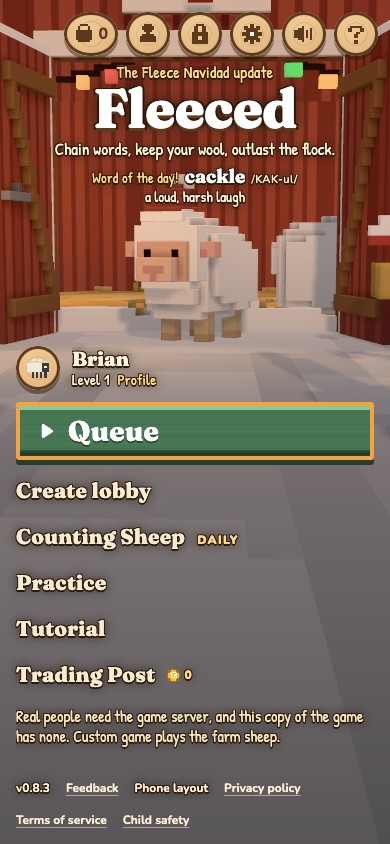 0
The Fleece Navidad update
Fleeced
Chain words, keep your wool, outlast the flock.
Word of the day! cackle /KAK-ul/
a loud, harsh laugh
Brian
Level 1 Profile
Queue
Create lobby
Counting Sheep DAILY
Practice
Tutorial
Trading Post 0
Real people need the game server, and this copy of the game
has none. Custom game plays the farm sheep.
v0.8.3 Feedback Phone layout Privacy policy
Terms of service Child safety